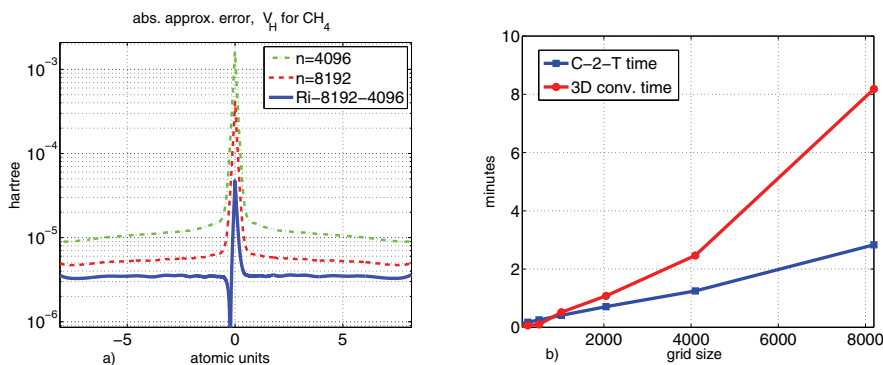 abs. approx. error, V_H for CH_4
hartree
10^-3
10^-4
10^-5
10^-6
n=4096
n=8192
Ri-8192-4096
-5
0
5
a)
atomic units
minutes
10
8
6
4
2
0
C-2-T time
3D conv. time
2000
4000
6000
8000
b)
grid size